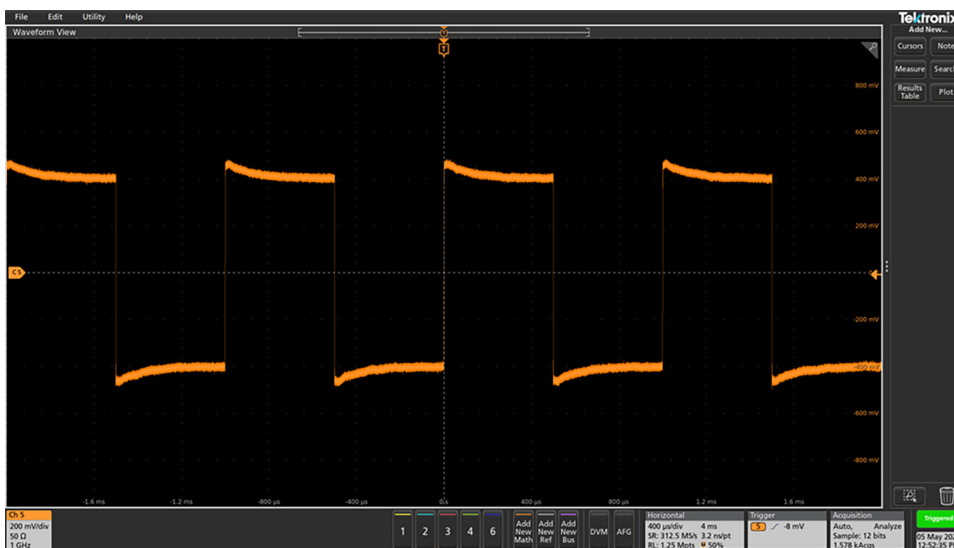 File Edit Utility Help
Tektronix
Waveform View
Add New...
Cursors
Note
Measure
Search
Results
Table
Plot
T
800 mV
600 mV
400 mV
200 mV
C5
-200 mV
-400 mV
-600 mV
-800 mV
-1.6 ms
-1.2 ms
-800 µs
-400 µs
0 s
400 µs
800 µs
1.2 ms
1.6 ms
Ch 5
200 mV/div
50 Ω
1 GHz
1
2
3
4
6
Add
New
Math
Add
New
Ref
Add
New
Bus
DVM
AFG
Horizontal
400 µs/div 4 ms
SR: 312.5 MS/s 3.2 ns/pt
RL: 1.25 Mpts 50%
Trigger
5 -8 mV
Acquisition
Auto, Analyze
Sample: 12 bits
1.578 kAcqs
Triggered
05 May 202
12:52:35 P